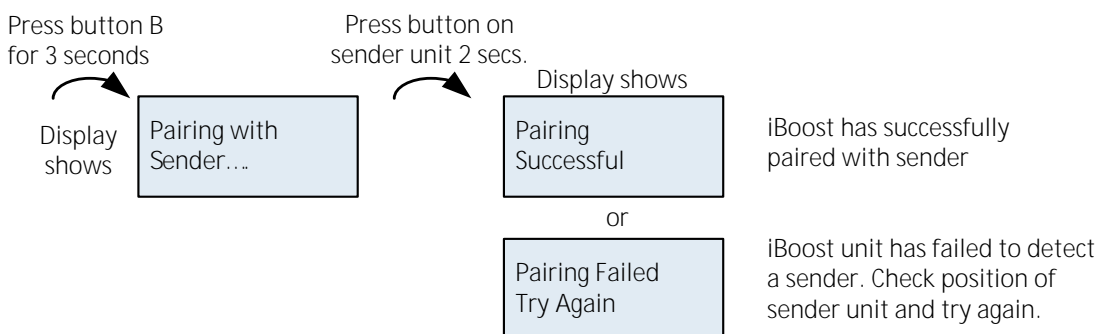 Press button B
for 3 seconds
Press button on
sender unit 2 secs.
Display
shows
Pairing with
Sender....
Display shows
Pairing
Successful
iBoost has successfully
paired with sender
or
Pairing Failed
Try Again
iBoost unit has failed to detect
a sender. Check position of
sender unit and try again.